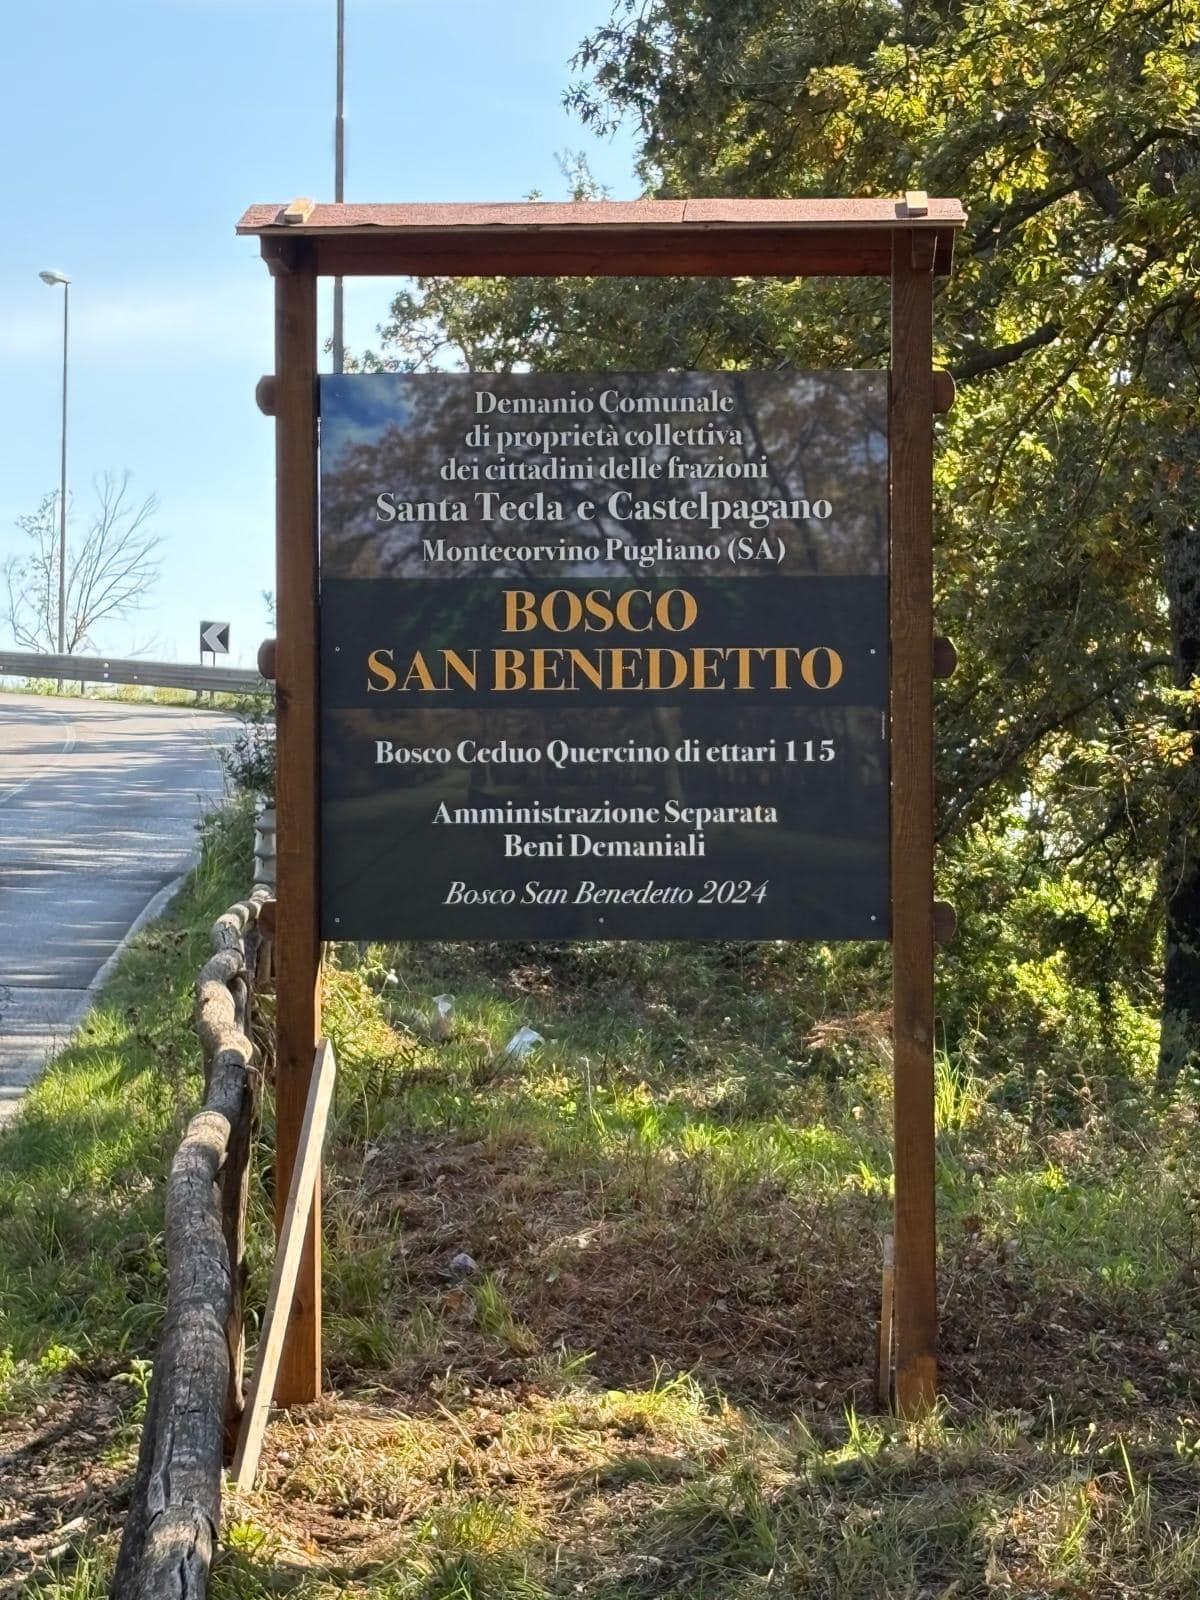 Demanio Comunale
di proprietà collettiva
dei cittadini delle frazioni
Santa Tecla e Castelpagano
Montecorvino Pugliano (SA)
BOSCO
SAN BENEDETTO
Bosco Ceduo Quercino di ettari 115
Amministrazione Separata
Beni Demaniali
Bosco San Benedetto 2024